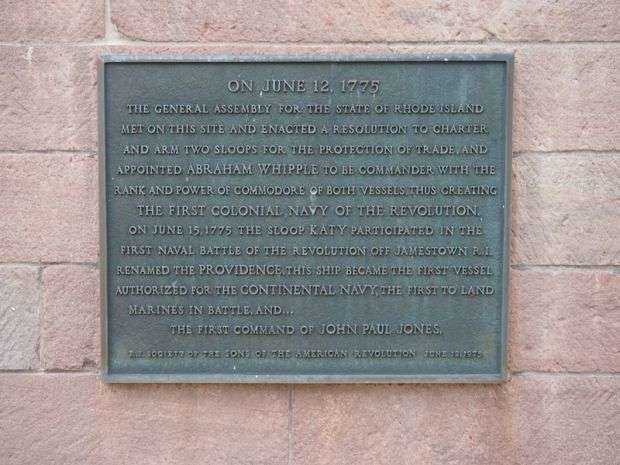 ON JUNE 12, 1775
THE GENERAL ASSEMBLY FOR THE STATE OF RHODE ISLAND
MET ON THIS SITE AND ENACTED A RESOLUTION TO CHARTER
AND ARM TWO SLOOPS FOR THE PROTECTION OF TRADE, AND
APPOINTED ABRAHAM WHIPPLE TO BE COMMANDER WITH THE
RANK AND POWER OF COMMODORE OF BOTH VESSELS, THUS CREATING
THE FIRST COLONIAL NAVY OF THE REVOLUTION.
ON JUNE 15, 1775 THE SLOOP KATY PARTICIPATED IN THE
FIRST NAVAL BATTLE OF THE REVOLUTION OFF JAMESTOWN R.I.
RENAMED THE PROVIDENCE, THIS SHIP BECAME THE FIRST VESSEL
AUTHORIZED FOR THE CONTINENTAL NAVY, THE FIRST TO LAND
MARINES IN BATTLE, AND...
THE FIRST COMMAND OF JOHN PAUL JONES.
R.I. SOCIETY OF THE SONS OF THE AMERICAN REVOLUTION JUNE 12, 1975